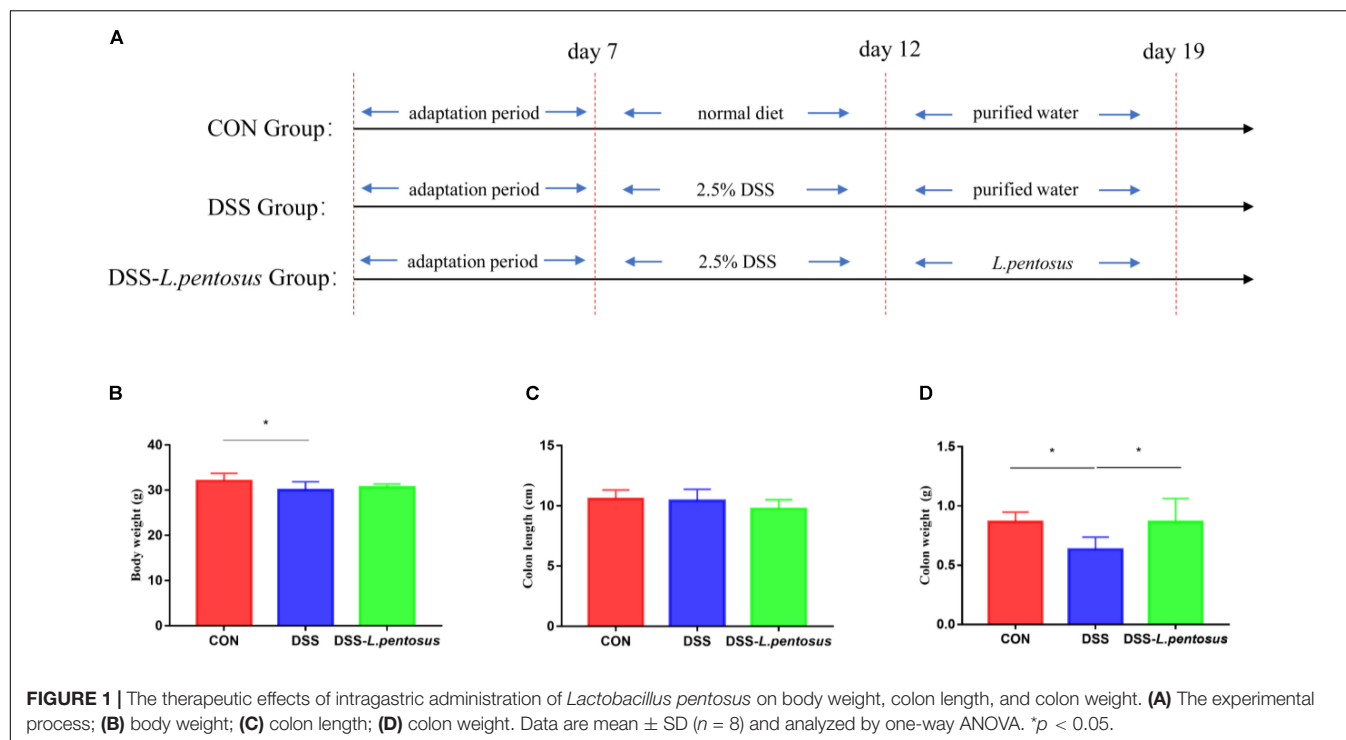 A
day 7
day 12
day 19
CON Group:
adaptation period
normal diet
purified water
DSS Group:
adaptation period
2.5% DSS
purified water
DSS-L.pentosus Group:
adaptation period
2.5% DSS
L.pentosus
B
Body weight (g)
40
30
20
10
0
*
CON
DSS
DSS-L.pentosus
C
Colon length (cm)
15
10
5
0
CON
DSS
DSS-L.pentosus
D
Colon weight (g)
1.5
1.0
0.5
0.0
*
*
CON
DSS
DSS-L.pentosus
FIGURE 1 | The therapeutic effects of intragastric administration of Lactobacillus pentosus on body weight, colon length, and colon weight. (A) The experimental
process; (B) body weight; (C) colon length; (D) colon weight. Data are mean ± SD (n = 8) and analyzed by one-way ANOVA. *p < 0.05.